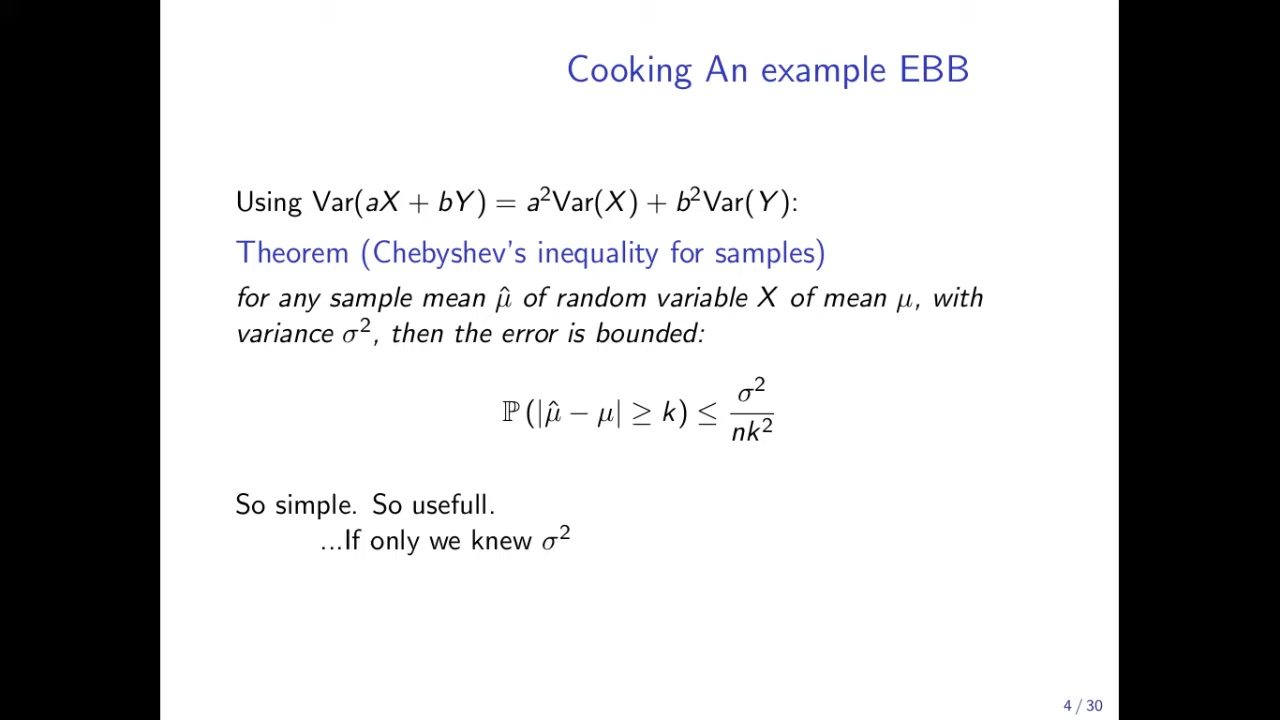 Cooking An example EBB
Using Var(aX + bY) = a²Var(X) + b²Var(Y):
Theorem (Chebyshev's inequality for samples)
for any sample mean μ̂ of random variable X of mean μ, with
variance σ², then the error is bounded:
ℙ(|μ̂ − μ| ≥ k) ≤ σ²/nk²
So simple. So usefull.
...If only we knew σ²
4 / 30